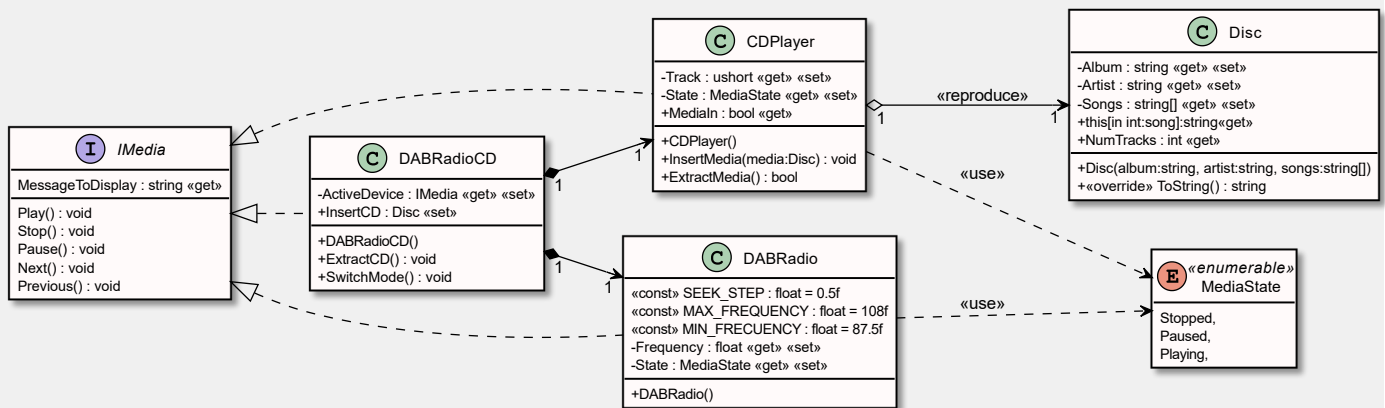 I IMedia
MessageToDisplay : string «get»
Play() : void
Stop() : void
Pause() : void
Next() : void
Previous() : void
C DABRadioCD
-ActiveDevice : IMedia «get» «set»
+InsertCD : Disc «set»
+DABRadioCD()
+ExtractCD() : void
+SwitchMode() : void
1
1
1
1
C CDPlayer
-Track : ushort «get» «set»
-State : MediaState «get» «set»
+MediaIn : bool «get»
+CDPlayer()
+InsertMedia(media:Disc) : void
+ExtractMedia() : bool
C DABRadio
«const» SEEK_STEP : float = 0.5f
«const» MAX_FREQUENCY : float = 108f
«const» MIN_FRECUENCY : float = 87.5f
-Frequency : float «get» «set»
-State : MediaState «get» «set»
+DABRadio()
1
«reproduce»
1
«use»
«use»
C Disc
-Album : string «get» «set»
-Artist : string «get» «set»
-Songs : string[] «get» «set»
+this[in int:song]:string«get»
+NumTracks : int «get»
+Disc(album:string, artist:string, songs:string[])
+«override» ToString() : string
E «enumerable»
MediaState
Stopped,
Paused,
Playing,